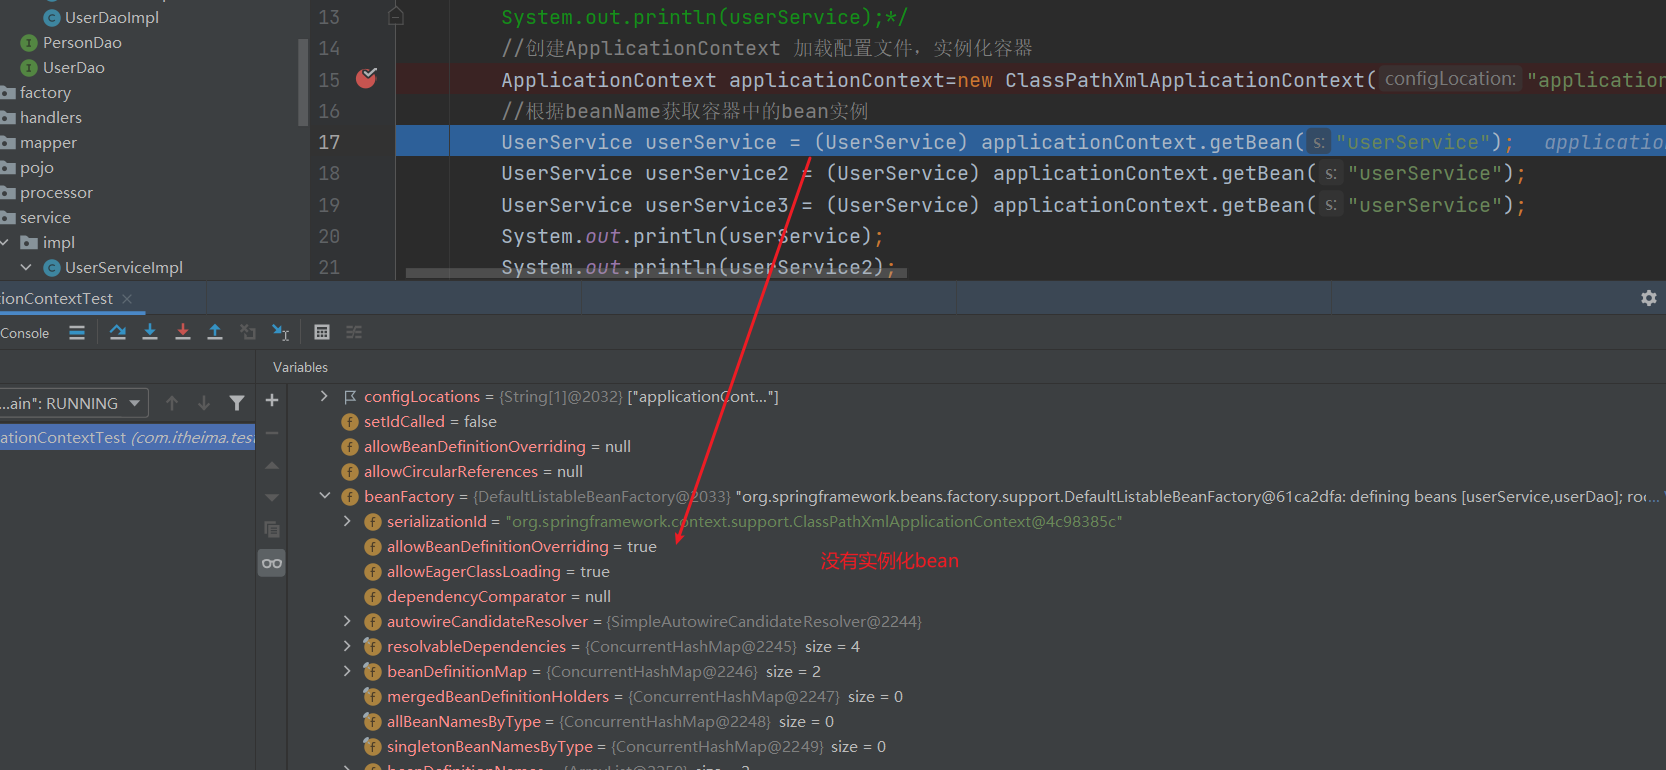 UserDaoImpl
PersonDao
UserDao
factory
handlers
mapper
pojo
processor
service
impl
UserServiceImpl
13 System.out.println(userService);*/
14 //创建ApplicationContext 加载配置文件，实例化容器
15 ApplicationContext applicationContext=new ClassPathXmlApplicationContext( configLocation: "application
16 //根据beanName获取容器中的bean实例
17 UserService userService = (UserService) applicationContext.getBean( s: "userService"); applicatio
18 UserService userService2 = (UserService) applicationContext.getBean( s: "userService");
19 UserService userService3 = (UserService) applicationContext.getBean( s: "userService");
20 System.out.println(userService);
21 System.out.println(userService2);
ionContextTest
Console
Variables
...ain": RUNNING
ationContextTest (com.itheima.test
configLocations = {String[1]@2032} ["applicationCont..."]
setIdCalled = false
allowBeanDefinitionOverriding = null
allowCircularReferences = null
beanFactory = {DefaultListableBeanFactory@2033} "org.springframework.beans.factory.support.DefaultListableBeanFactory@61ca2dfa: defining beans [userService,userDao]; roo...
serializationId = "org.springframework.context.support.ClassPathXmlApplicationContext@4c98385c"
allowBeanDefinitionOverriding = true
没有实例化bean
allowEagerClassLoading = true
dependencyComparator = null
autowireCandidateResolver = {SimpleAutowireCandidateResolver@2244}
resolvableDependencies = {ConcurrentHashMap@2245} size = 4
beanDefinitionMap = {ConcurrentHashMap@2246} size = 2
mergedBeanDefinitionHolders = {ConcurrentHashMap@2247} size = 0
allBeanNamesByType = {ConcurrentHashMap@2248} size = 0
singletonBeanNamesByType = {ConcurrentHashMap@2249} size = 0